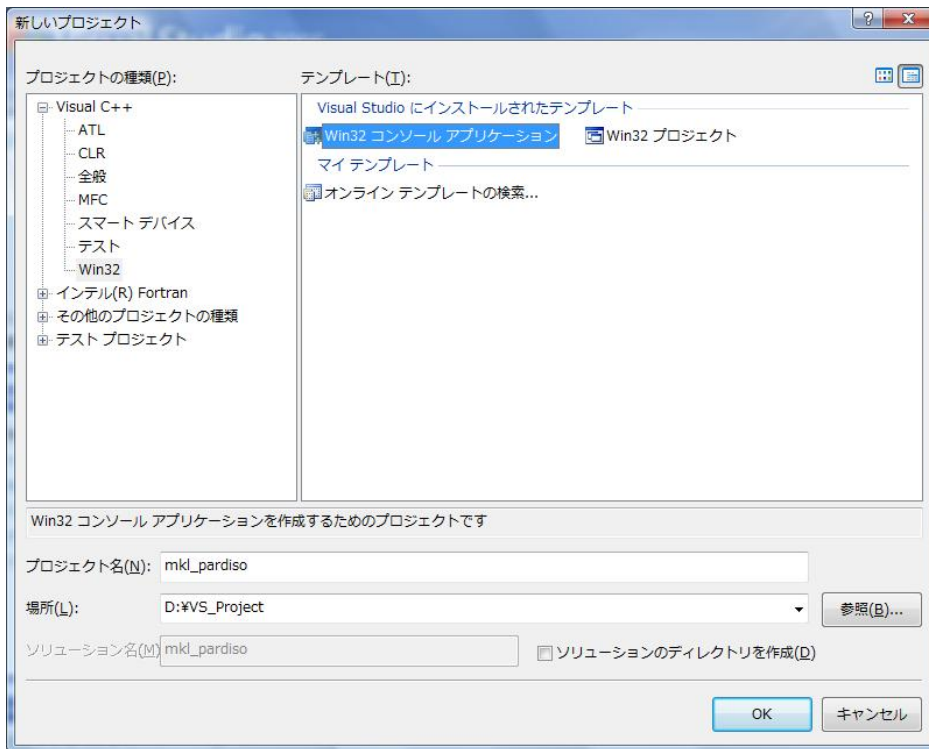 新しいプロジェクト
プロジェクトの種類(P):
テンプレート(T):
Visual C++
ATL
CLR
全般
MFC
スマート デバイス
テスト
Win32
インテル(R) Fortran
その他のプロジェクトの種類
テスト プロジェクト
Visual Studio にインストールされたテンプレート
Win32 コンソール アプリケーション
Win32 プロジェクト
マイ テンプレート
オンライン テンプレートの検索...
Win32 コンソール アプリケーションを作成するためのプロジェクトです
プロジェクト名(N): mkl_pardiso
場所(L): D:¥VS_Project 参照(B)...
ソリューション名(M) mkl_pardiso ソリューションのディレクトリを作成(D)
OK キャンセル